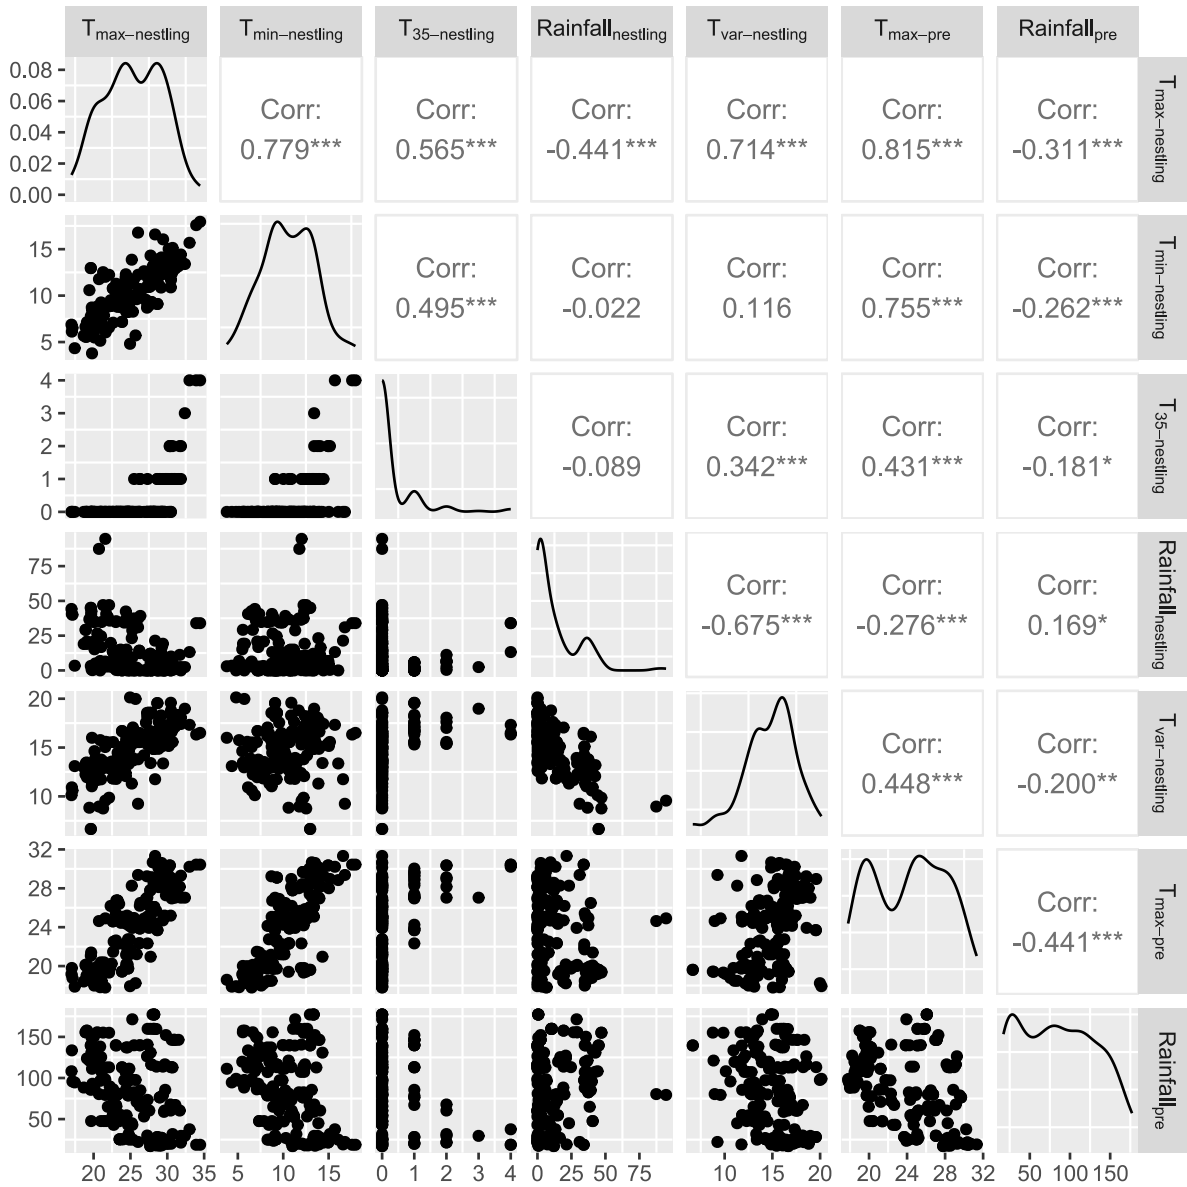 Tmax–nestling Tmin–nestling T35–nestling Rainfallnestling Tvar–nestling Tmax–pre Rainfallpre
0.08
0.06
0.04
0.02
0.00
Corr:
0.779***
Corr:
0.565***
Corr:
-0.441***
Corr:
0.714***
Corr:
0.815***
Corr:
-0.311***
Tmax–nestling
15
10
5
Corr:
0.495***
Corr:
-0.022
Corr:
0.116
Corr:
0.755***
Corr:
-0.262***
Tmin–nestling
4
3
2
1
0
Corr:
-0.089
Corr:
0.342***
Corr:
0.431***
Corr:
-0.181*
T35–nestling
75
50
25
0
Corr:
-0.675***
Corr:
-0.276***
Corr:
0.169*
Rainfallnestling
20
15
10
Corr:
0.448***
Corr:
-0.200**
Tvar–nestling
32
28
24
20
Corr:
-0.441***
Tmax–pre
150
100
50
Rainfallpre
20 25 30 35 5 10 15 0 1 2 3 4 0 25 50 75 10 15 20 20 24 28 32 50 100 150